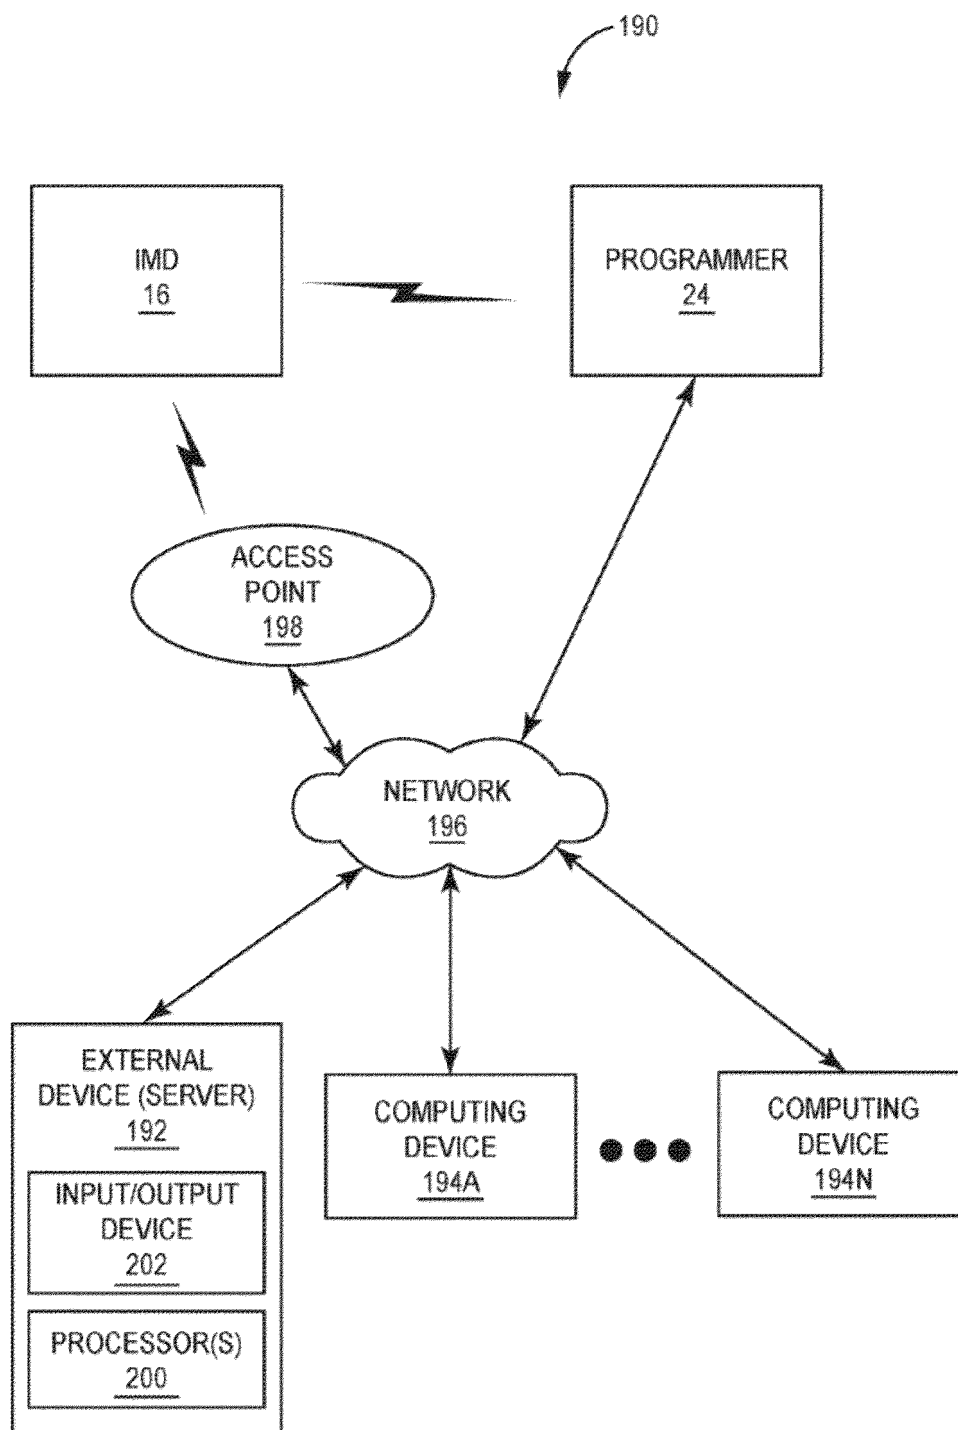 190
IMD
16
PROGRAMMER
24
ACCESS
POINT
198
NETWORK
196
EXTERNAL
DEVICE (SERVER)
192
INPUT/OUTPUT
DEVICE
202
PROCESSOR(S)
200
COMPUTING
DEVICE
194A
COMPUTING
DEVICE
194N